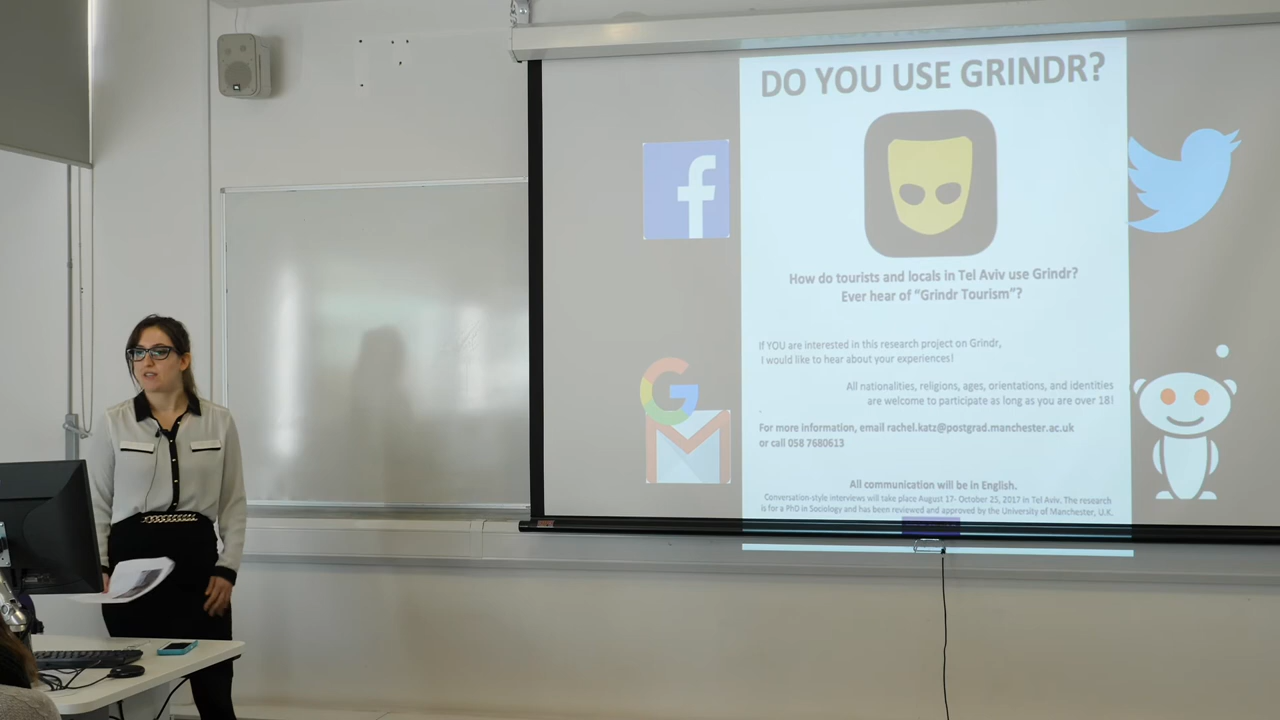 DO YOU USE GRINDR?
How do tourists and locals in Tel Aviv use Grindr?
Ever hear of “Grindr Tourism”?
If YOU are interested in this research project on Grindr,
I would like to hear about your experiences!
All nationalities, religions, ages, orientations, and identities
are welcome to participate as long as you are over 18!
For more information, email rachel.katz@postgrad.manchester.ac.uk
or call 058 7680613
All communication will be in English.
Conversation-style interviews will take place August 17- October 25, 2017 in Tel Aviv. The research
is for a PhD in Sociology and has been reviewed and approved by the University of Manchester, U.K.